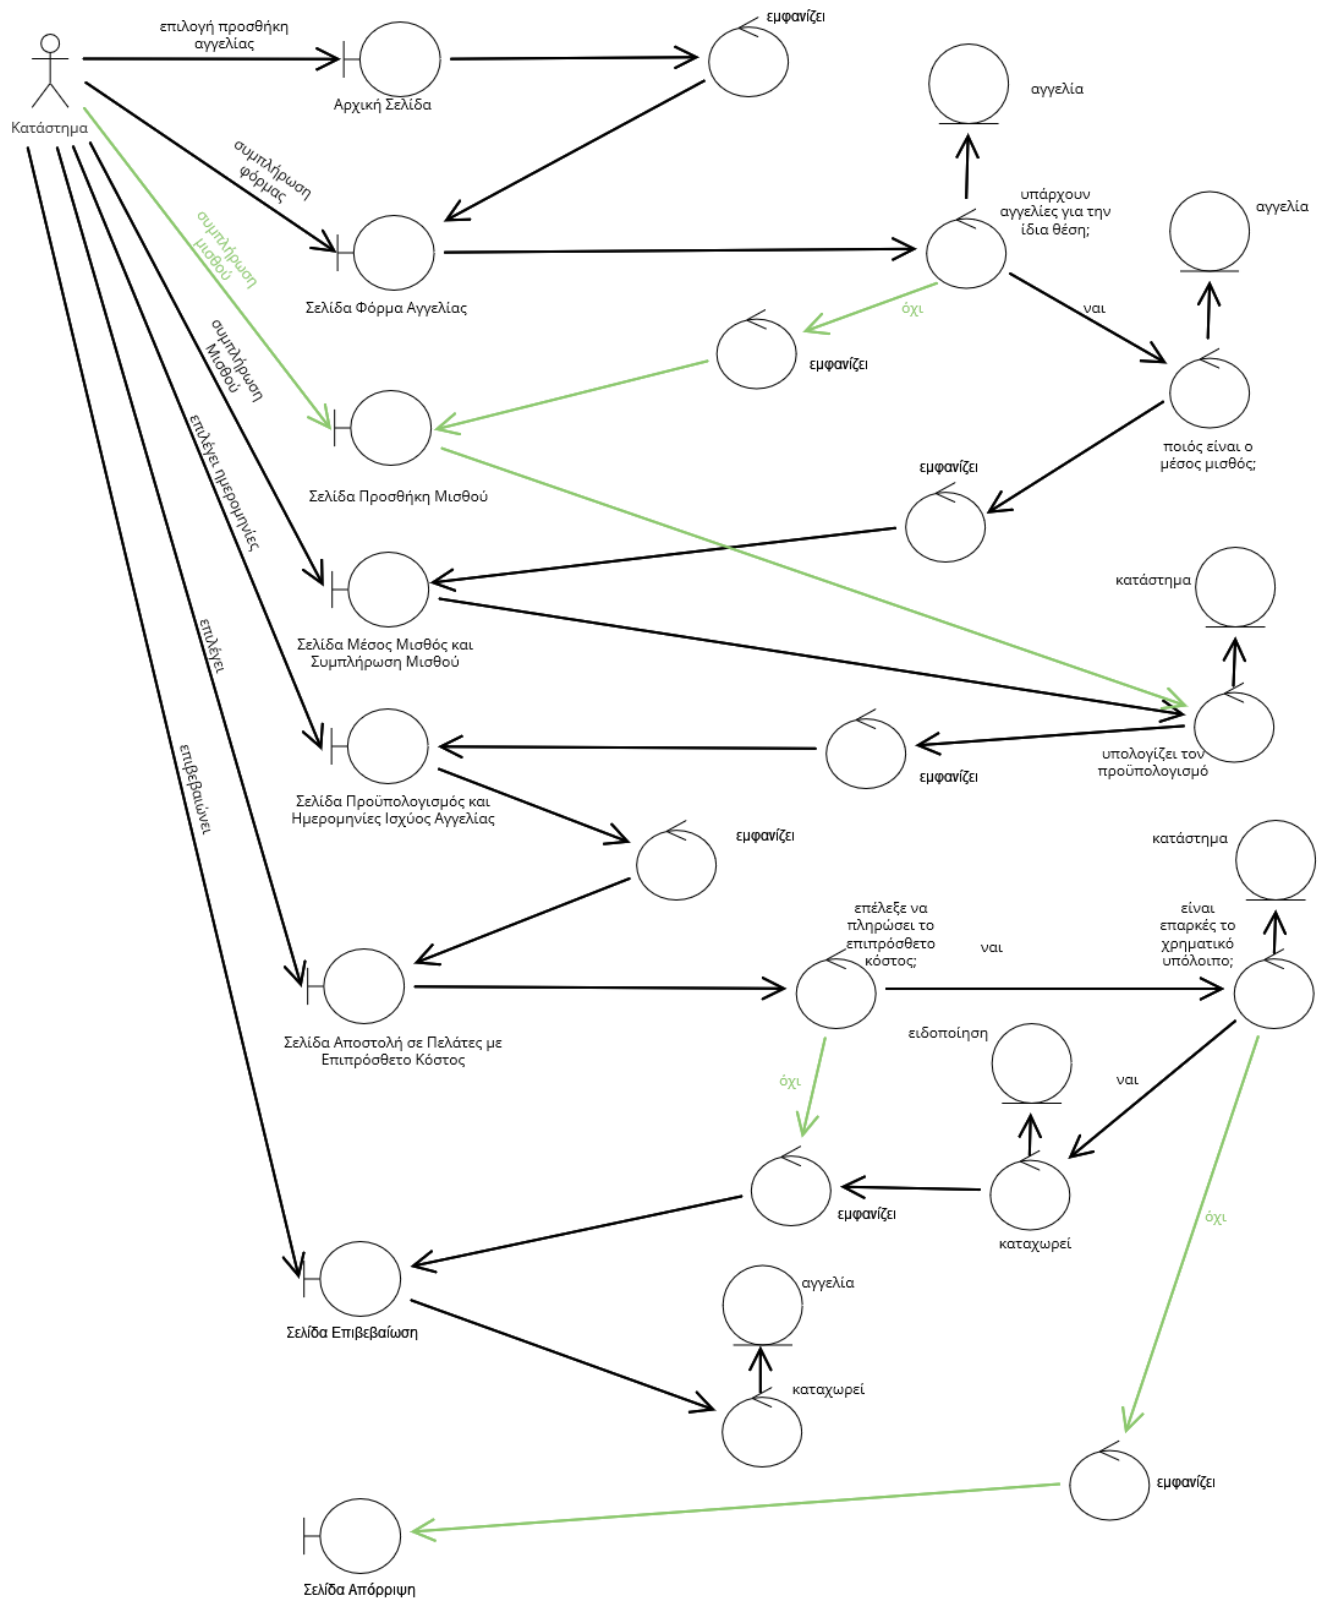 επιλογή προσθήκη
αγγελίας
εμφανίζει
Αρχική Σελίδα
Κατάστημα
αγγελία
συμπλήρωση
φόρμας
υπάρχουν
αγγελίες για την
ίδια θέση;
αγγελία
συμπλήρωση
μισθού
Σελίδα Φόρμα Αγγελίας
όχι
ναι
εμφανίζει
συμπλήρωση
Μισθού
ποιός είναι ο
μέσος μισθός;
εμφανίζει
Σελίδα Προσθήκη Μισθού
επιλέγει ημερομηνίες
κατάστημα
Σελίδα Μέσος Μισθός και
Συμπλήρωση Μισθού
επιλέγει
υπολογίζει τον
προϋπολογισμό
εμφανίζει
επιβεβαιώνει
Σελίδα Προϋπολογισμός και
Ημερομηνίες Ισχύος Αγγελίας
εμφανίζει
κατάστημα
επέλεξε να
πληρώσει το
επιπρόσθετο
κόστος;
ναι
είναι
επαρκές το
χρηματικό
υπόλοιπο;
Σελίδα Αποστολή σε Πελάτες με
Επιπρόσθετο Κόστος
ειδοποίηση
όχι
ναι
εμφανίζει
όχι
καταχωρεί
αγγελία
Σελίδα Επιβεβαίωση
καταχωρεί
εμφανίζει
Σελίδα Απόρριψη